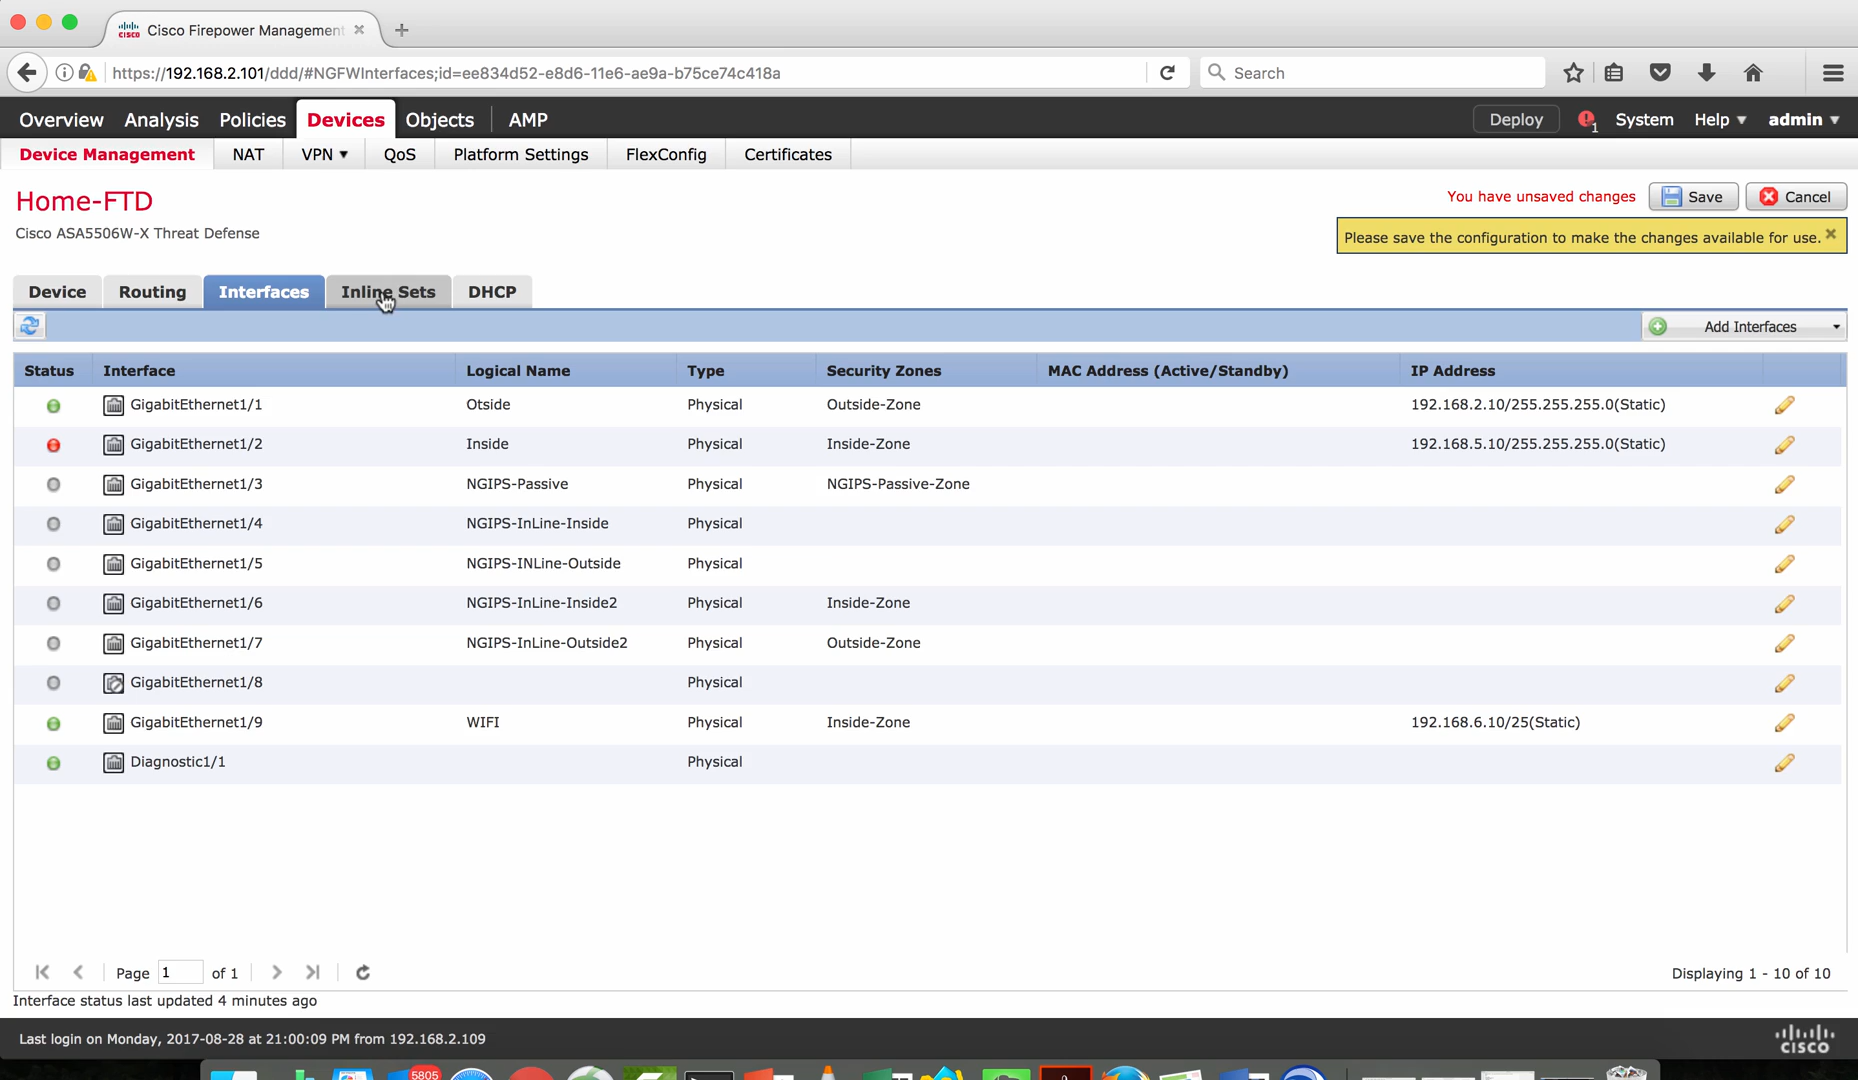 Cisco Firepower Management
https://192.168.2.101/ddd/#NGFWInterfaces;id=ee834d52-e8d6-11e6-ae9a-b75ce74c418a
Search
Overview Analysis Policies Devices Objects AMP Deploy 1 System Help admin
Device Management NAT VPN QoS Platform Settings FlexConfig Certificates
Home-FTD
You have unsaved changes Save Cancel
Cisco ASA5506W-X Threat Defense
Please save the configuration to make the changes available for use.
Device Routing Interfaces Inline Sets DHCP
Add Interfaces
Status Interface Logical Name Type Security Zones MAC Address (Active/Standby) IP Address
GigabitEthernet1/1 Otside Physical Outside-Zone 192.168.2.10/255.255.255.0(Static)
GigabitEthernet1/2 Inside Physical Inside-Zone 192.168.5.10/255.255.255.0(Static)
GigabitEthernet1/3 NGIPS-Passive Physical NGIPS-Passive-Zone
GigabitEthernet1/4 NGIPS-InLine-Inside Physical
GigabitEthernet1/5 NGIPS-INLine-Outside Physical
GigabitEthernet1/6 NGIPS-InLine-Inside2 Physical Inside-Zone
GigabitEthernet1/7 NGIPS-InLine-Outside2 Physical Outside-Zone
GigabitEthernet1/8 Physical
GigabitEthernet1/9 WIFI Physical Inside-Zone 192.168.6.10/25(Static)
Diagnostic1/1 Physical
Page 1 of 1
Displaying 1 - 10 of 10
Interface status last updated 4 minutes ago
Last login on Monday, 2017-08-28 at 21:00:09 PM from 192.168.2.109
CISCO
5805